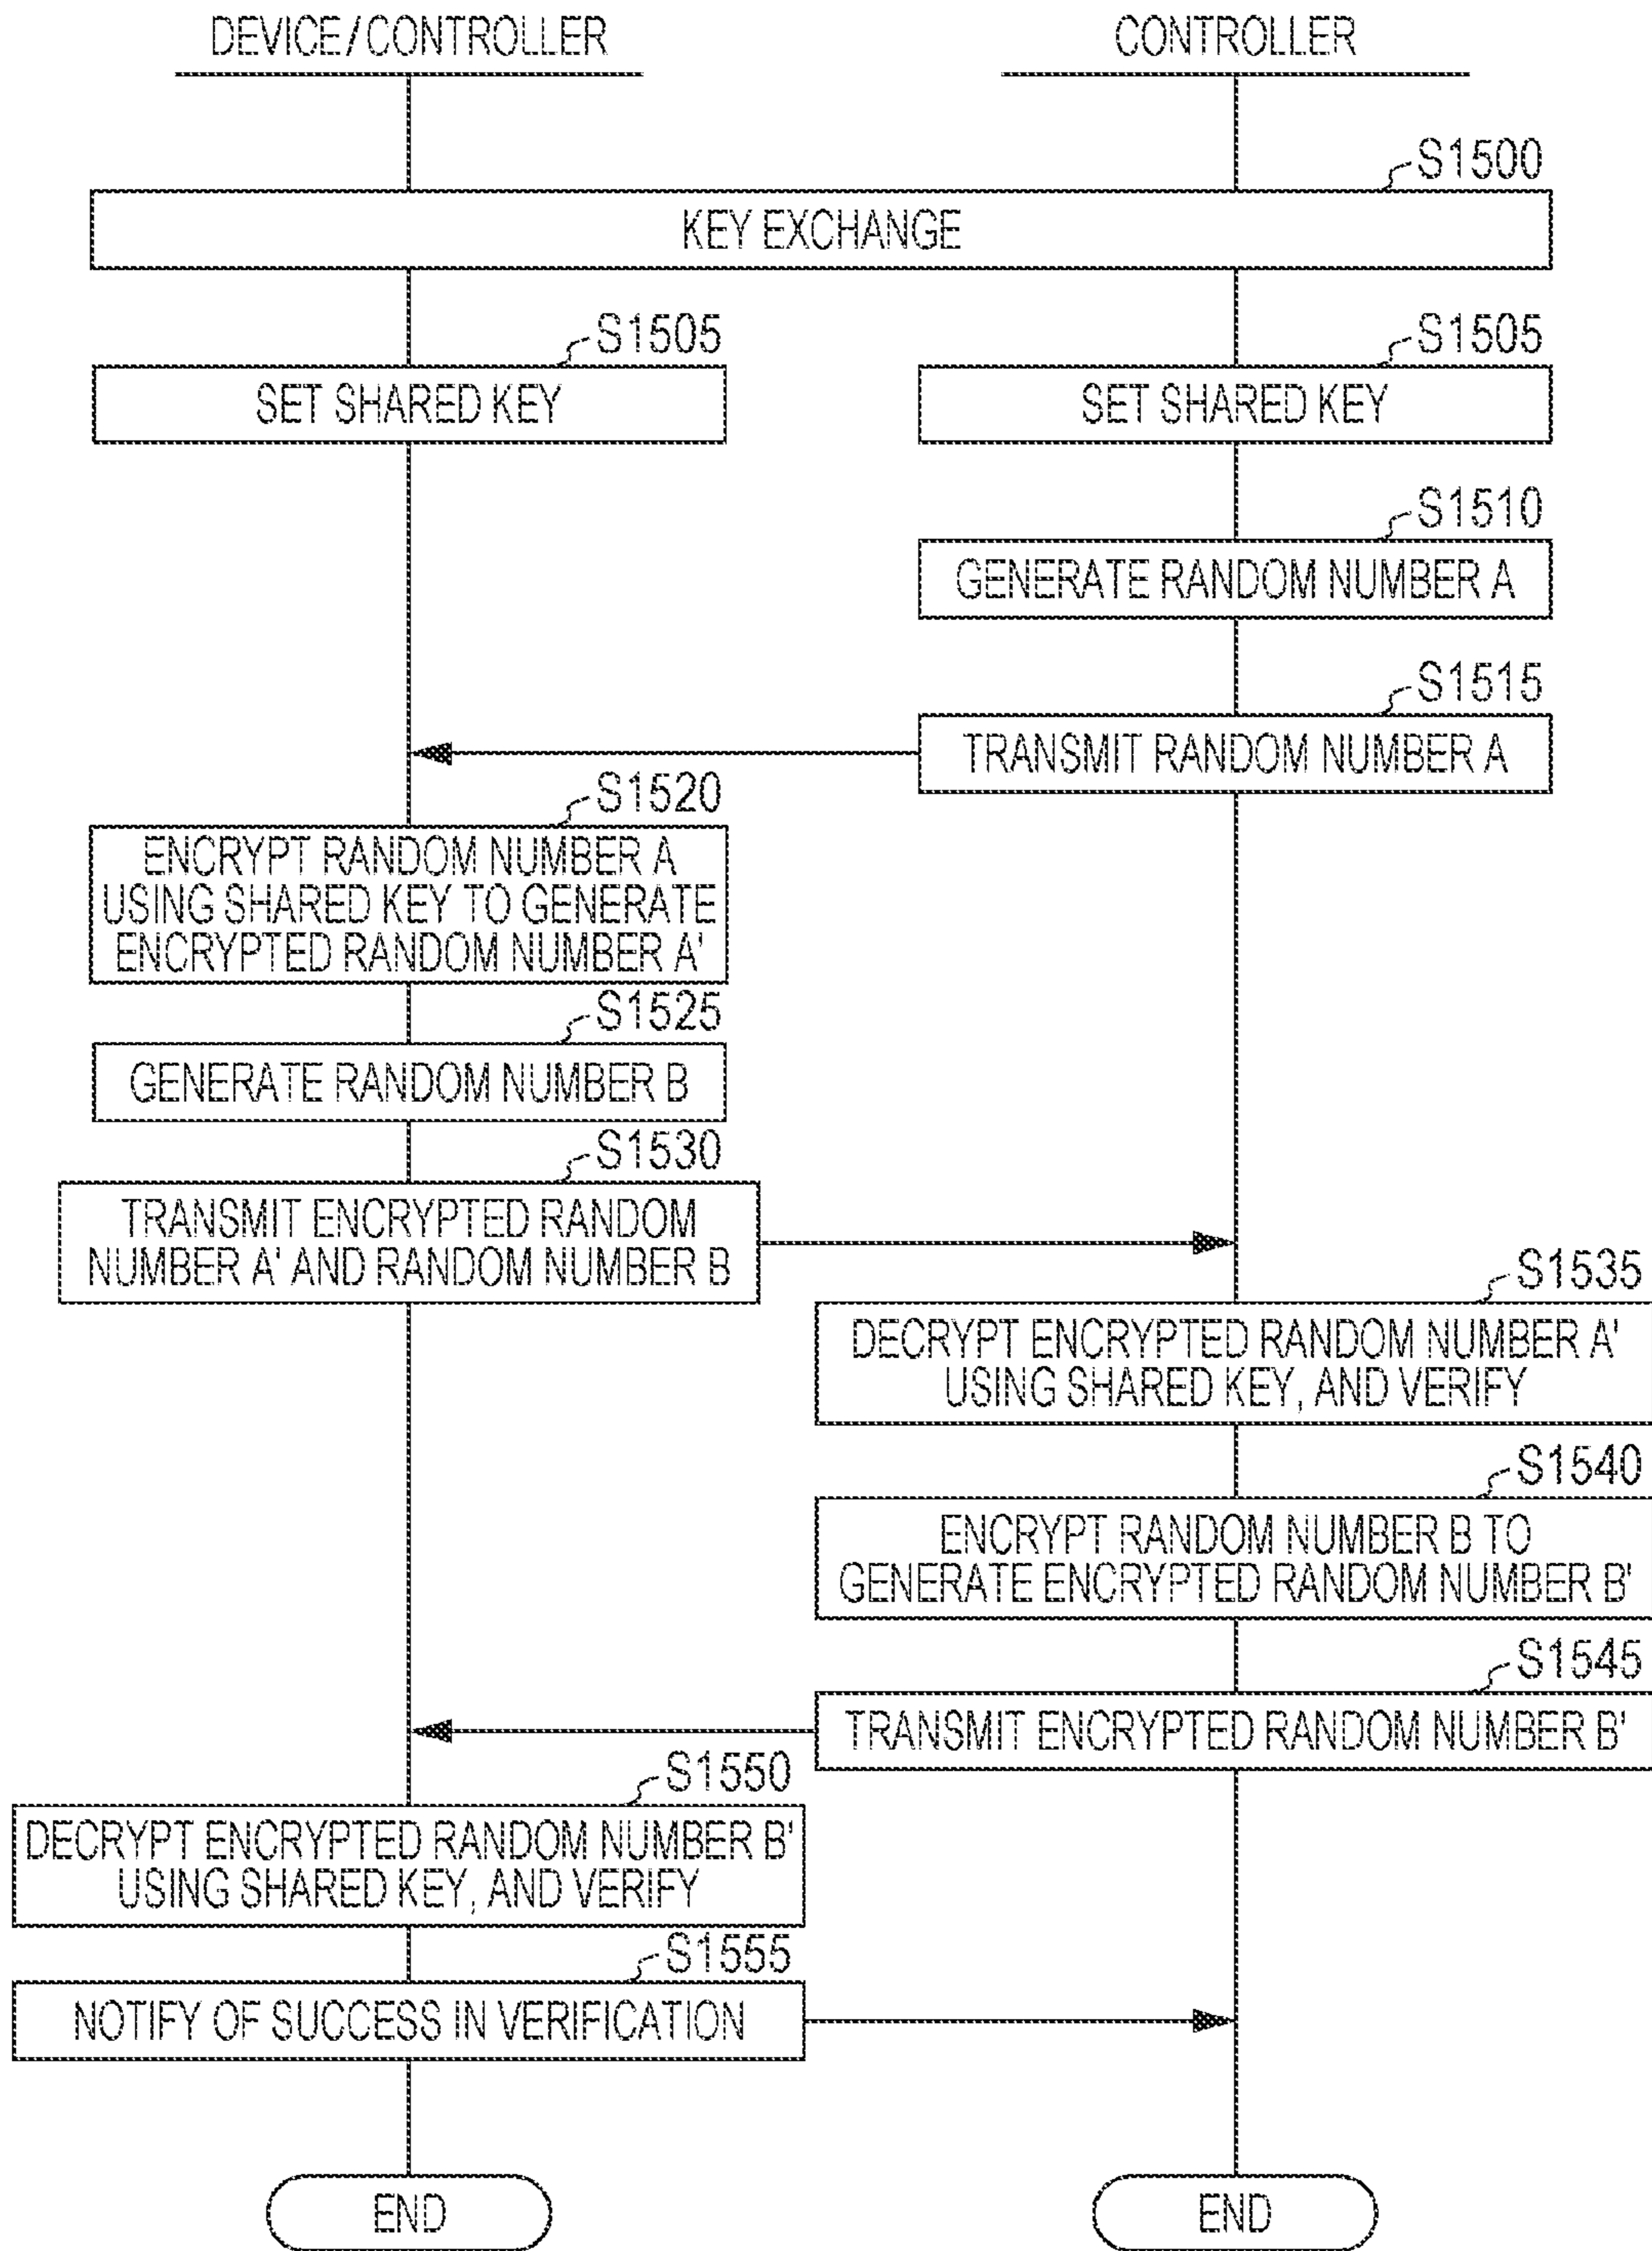 DEVICE/CONTROLLER
CONTROLLER
S1500
KEY EXCHANGE
S1505
S1505
SET SHARED KEY
SET SHARED KEY
S1510
GENERATE RANDOM NUMBER A
S1515
TRANSMIT RANDOM NUMBER A
S1520
ENCRYPT RANDOM NUMBER A
USING SHARED KEY TO GENERATE
ENCRYPTED RANDOM NUMBER A'
S1525
GENERATE RANDOM NUMBER B
S1530
TRANSMIT ENCRYPTED RANDOM
NUMBER A' AND RANDOM NUMBER B
S1535
DECRYPT ENCRYPTED RANDOM NUMBER A'
USING SHARED KEY, AND VERIFY
S1540
ENCRYPT RANDOM NUMBER B TO
GENERATE ENCRYPTED RANDOM NUMBER B'
S1545
TRANSMIT ENCRYPTED RANDOM NUMBER B'
S1550
DECRYPT ENCRYPTED RANDOM NUMBER B'
USING SHARED KEY, AND VERIFY
S1555
NOTIFY OF SUCCESS IN VERIFICATION
END
END